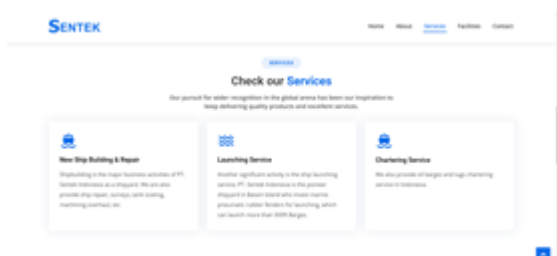 SENTEK
Home About Services Facilities Contact
SERVICES
Check our Services
Our pursuit for wider recognition in the global arena has been our inspiration to
keep delivering quality products and excellent services.
New Ship Building & Repair
Shipbuilding is the major business activities of PT.
Sentek Indonesia as a shipyard. We are also
provide ship repair, surveys, tank coating,
machining overhaul, etc
Launching Service
Another significant activity is the ship launching
service. PT. Sentek Indonesia is the pioneer
shipyard in Batam Island who invest marine
pneumatic rubber fenders for launching, which
can launch more than 300ft Barges.
Chartering Service
We also provide oil barges and tugs chartering
service in Indonesia.